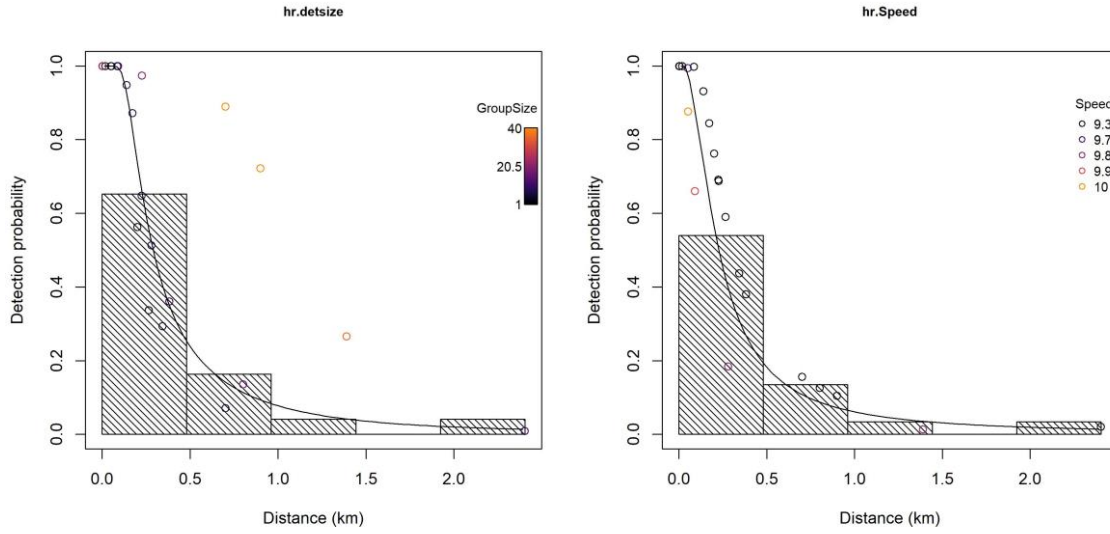 hr.detsize
Detection probability
1.0
0.8
0.6
0.4
0.2
0.0
GroupSize
40
20.5
1
0.0 0.5 1.0 1.5 2.0
Distance (km)
hr.Speed
Detection probability
1.0
0.8
0.6
0.4
0.2
0.0
Speed
9.3
9.7
9.8
9.9
10
0.0 0.5 1.0 1.5 2.0
Distance (km)